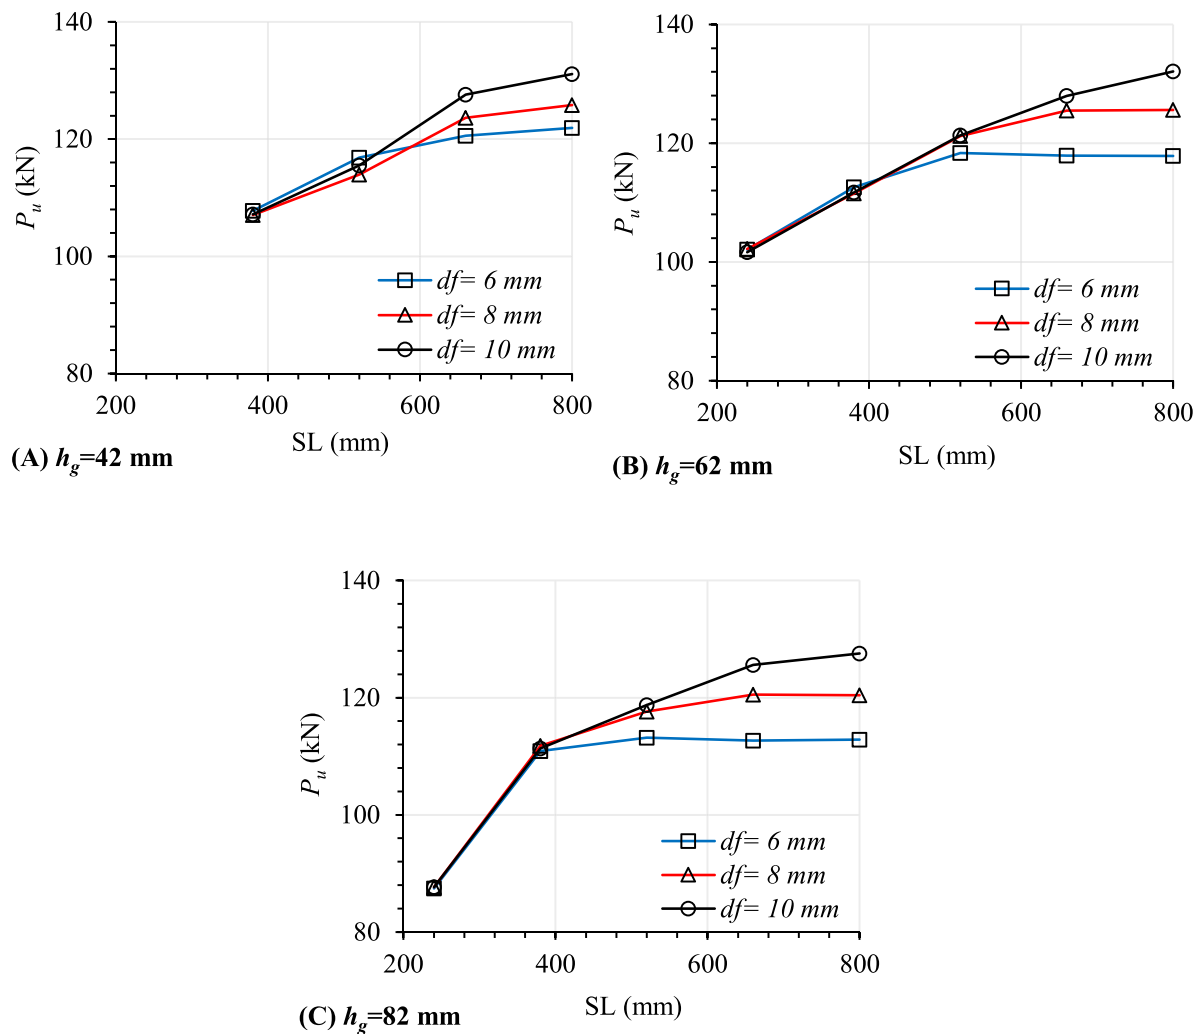 140
120
100
80
P_u (kN)
df= 6 mm
df= 8 mm
df= 10 mm
200 400 600 800
SL (mm)
(A) h_g=42 mm
140
120
100
80
P_u (kN)
df= 6 mm
df= 8 mm
df= 10 mm
200 400 600 800
SL (mm)
(B) h_g=62 mm
140
120
100
80
P_u (kN)
df= 6 mm
df= 8 mm
df= 10 mm
200 400 600 800
SL (mm)
(C) h_g=82 mm